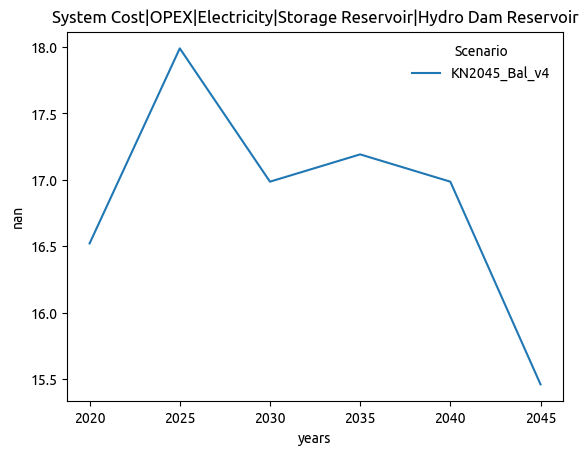 System Cost|OPEX|Electricity|Storage Reservoir|Hydro Dam Reservoir
Scenario
KN2045_Bal_v4
18.0
17.5
17.0
16.5
16.0
15.5
nan
2020 2025 2030 2035 2040 2045
years